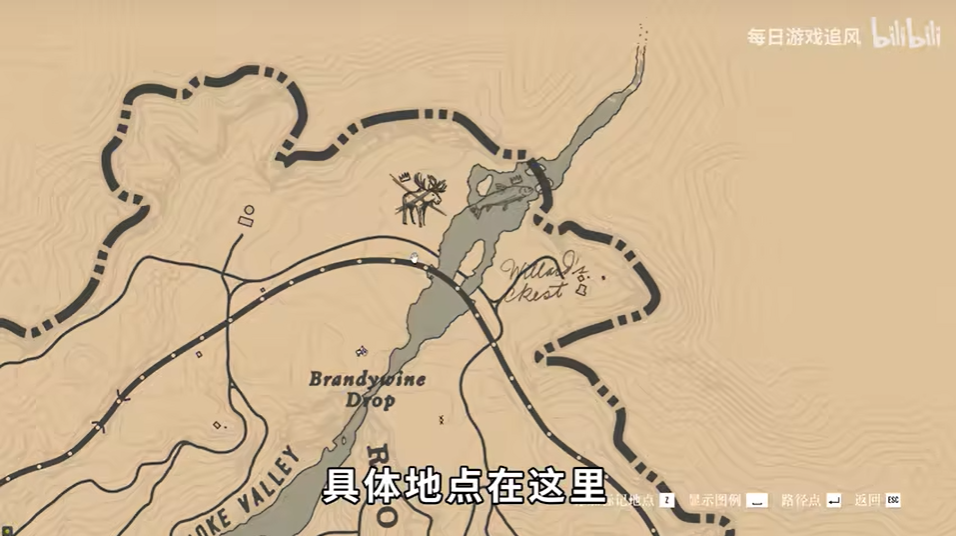 每日游戏追风 bilibili
Willard's
Rest
Brandywine
Drop
OKE VALLEY
RO
具体地点在这里
标记地点 Z 显示图例 路径点 返回 ESC